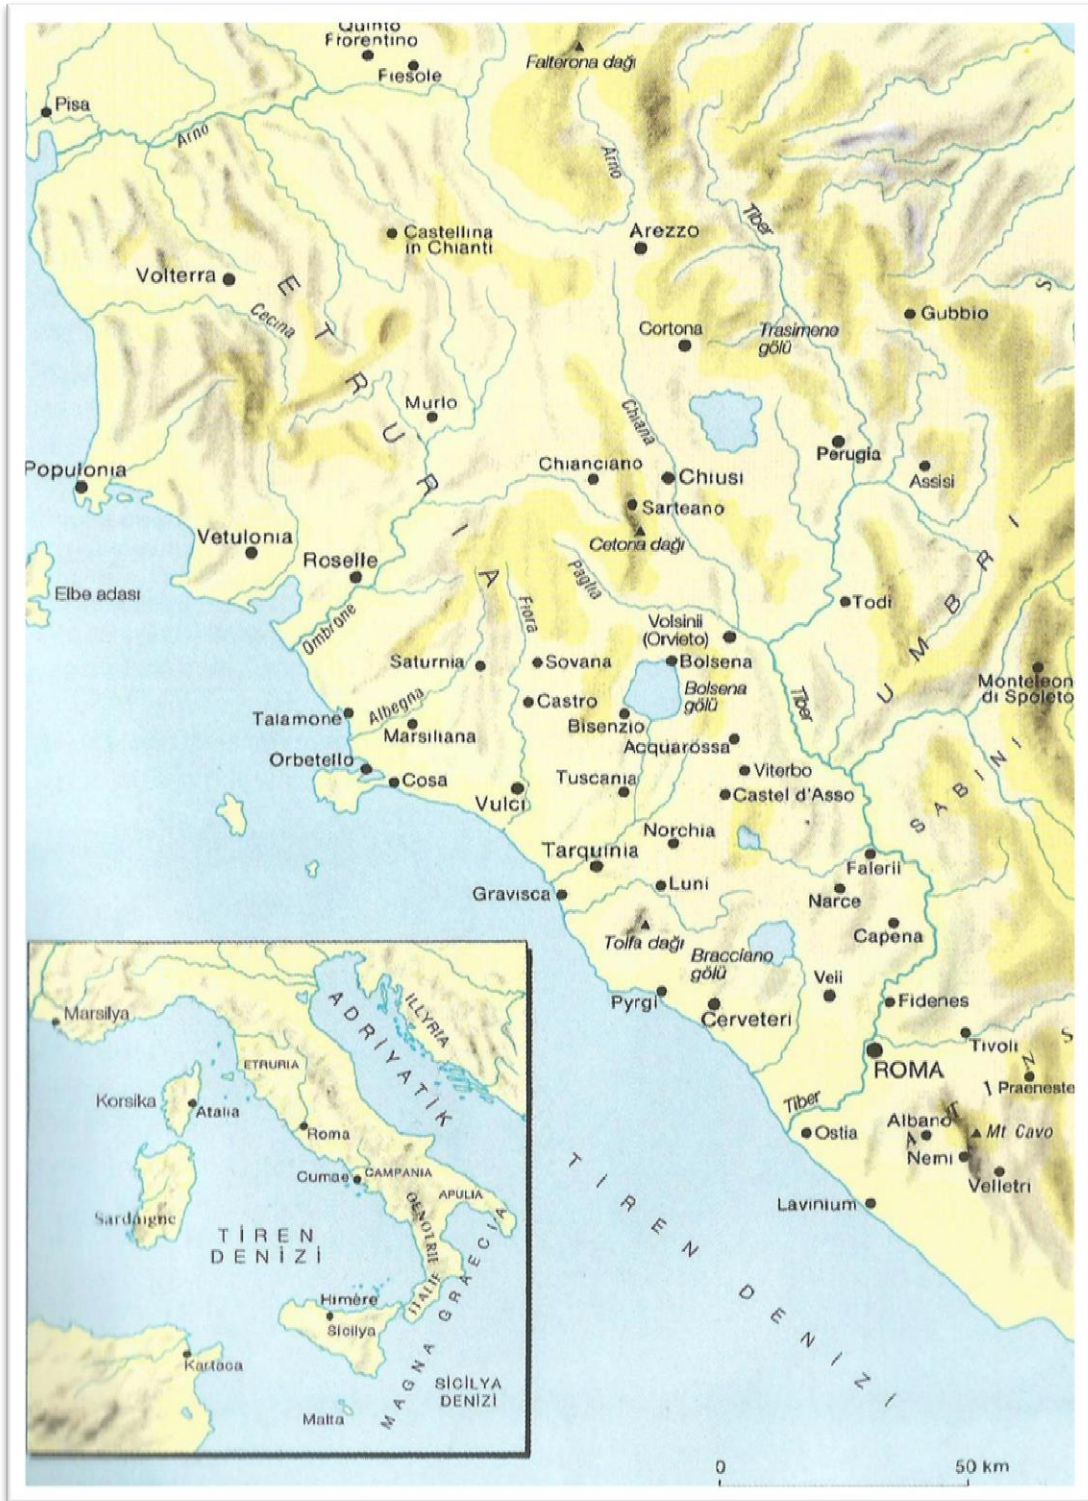 Quinto
Fiorentino
Fiesole
Falterona dağı
Pisa
Arno
Arno
Tiber
Castellina
in Chianti
Arezzo
Volterra
Cecina
Gubbio
Cortona
Trasimene
gölü
ETRURIA
Murlo
Chiana
Perugia
Assisi
Populonia
Chianciano
Chiusi
Sarteano
Cetona dağı
Vetulonia
Roselle
Elbe adası
Ombrone
Fiora
Paglia
Todi
UMBRI
S
Volsinii
(Orvieto)
Saturnia
Sovana
Bolsena
Bolsena
gölü
Monteleon
di Spoleto
Albegna
Castro
Bisenzio
Tiber
Talamone
Marsiliana
Acquarossa
SABINI
Orbetello
Cosa
Tuscania
Viterbo
Castel d'Asso
Vulci
Norchia
Tarquinia
Falerii
Luni
Narce
Gravisca
Capena
Tolfa dağı
Bracciano
gölü
Veii
Pyrgi
Cerveteri
Fidenes
Tivoli
S
ROMA
N
I
Praeneste
Tiber
T
Albano
A
Mt Cavo
Ostia
Nemi
Velletri
Lavinium
TİREN DENİZİ
Marsilya
ADRİYATİK
ILLYRIA
ETRURIA
Korsika
Atalia
Roma
Cumae
CAMPANIA
APULIA
Sardaigne
OENOTRIE
TİREN
DENİZİ
ITALIE
MAGNA GRAECIA
Himère
Sicilya
Kartaca
SİCİLYA
DENİZİ
Malta
0
50 km